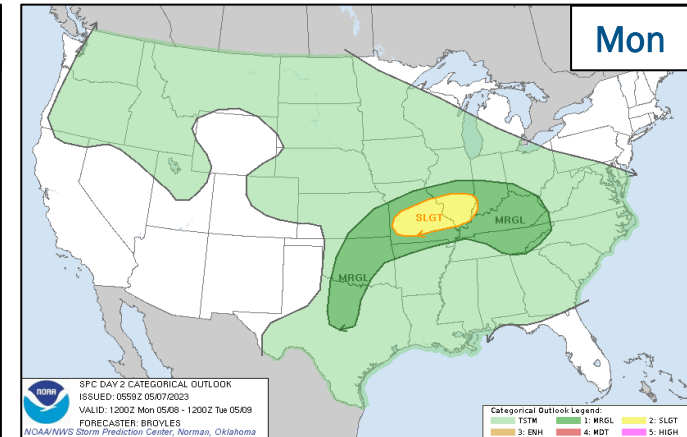 Mon
SLGT
MRGL
MRGL
NOAA
SPC DAY 2 CATEGORICAL OUTLOOK
ISSUED: 0559Z 05/07/2023
VALID: 1200Z Mon 05/08 - 1200Z Tue 05/09
FORECASTER: BROYLES
NOAA/NWS Storm Prediction Center, Norman, Oklahoma
Categorical Outlook Legend:
TSTM 1: MRGL 2: SLGT
3: ENH 4: MDT 5: HIGH